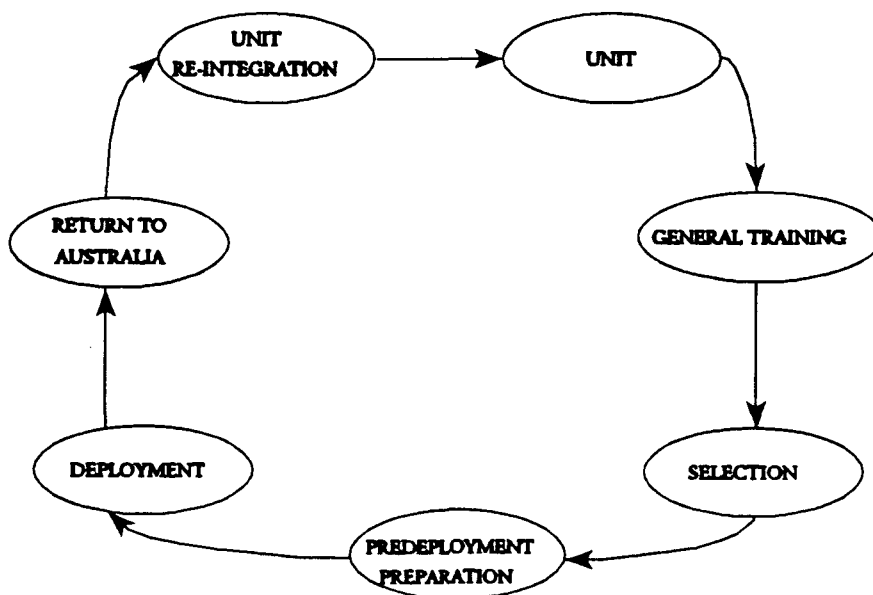 UNIT
RE-INTEGRATION
UNIT
RETURN TO
AUSTRALIA
GENERAL TRAINING
DEPLOYMENT
SELECTION
PREDEPLOYMENT
PREPARATION